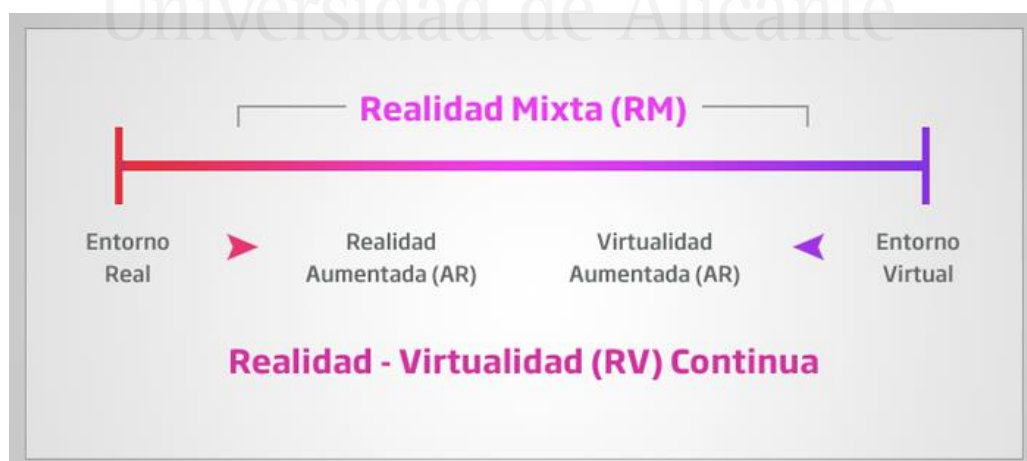 Universidad de Alicante
Realidad Mixta (RM)
Entorno Real
Realidad Aumentada (AR)
Virtualidad Aumentada (AR)
Entorno Virtual
Realidad - Virtualidad (RV) Continua